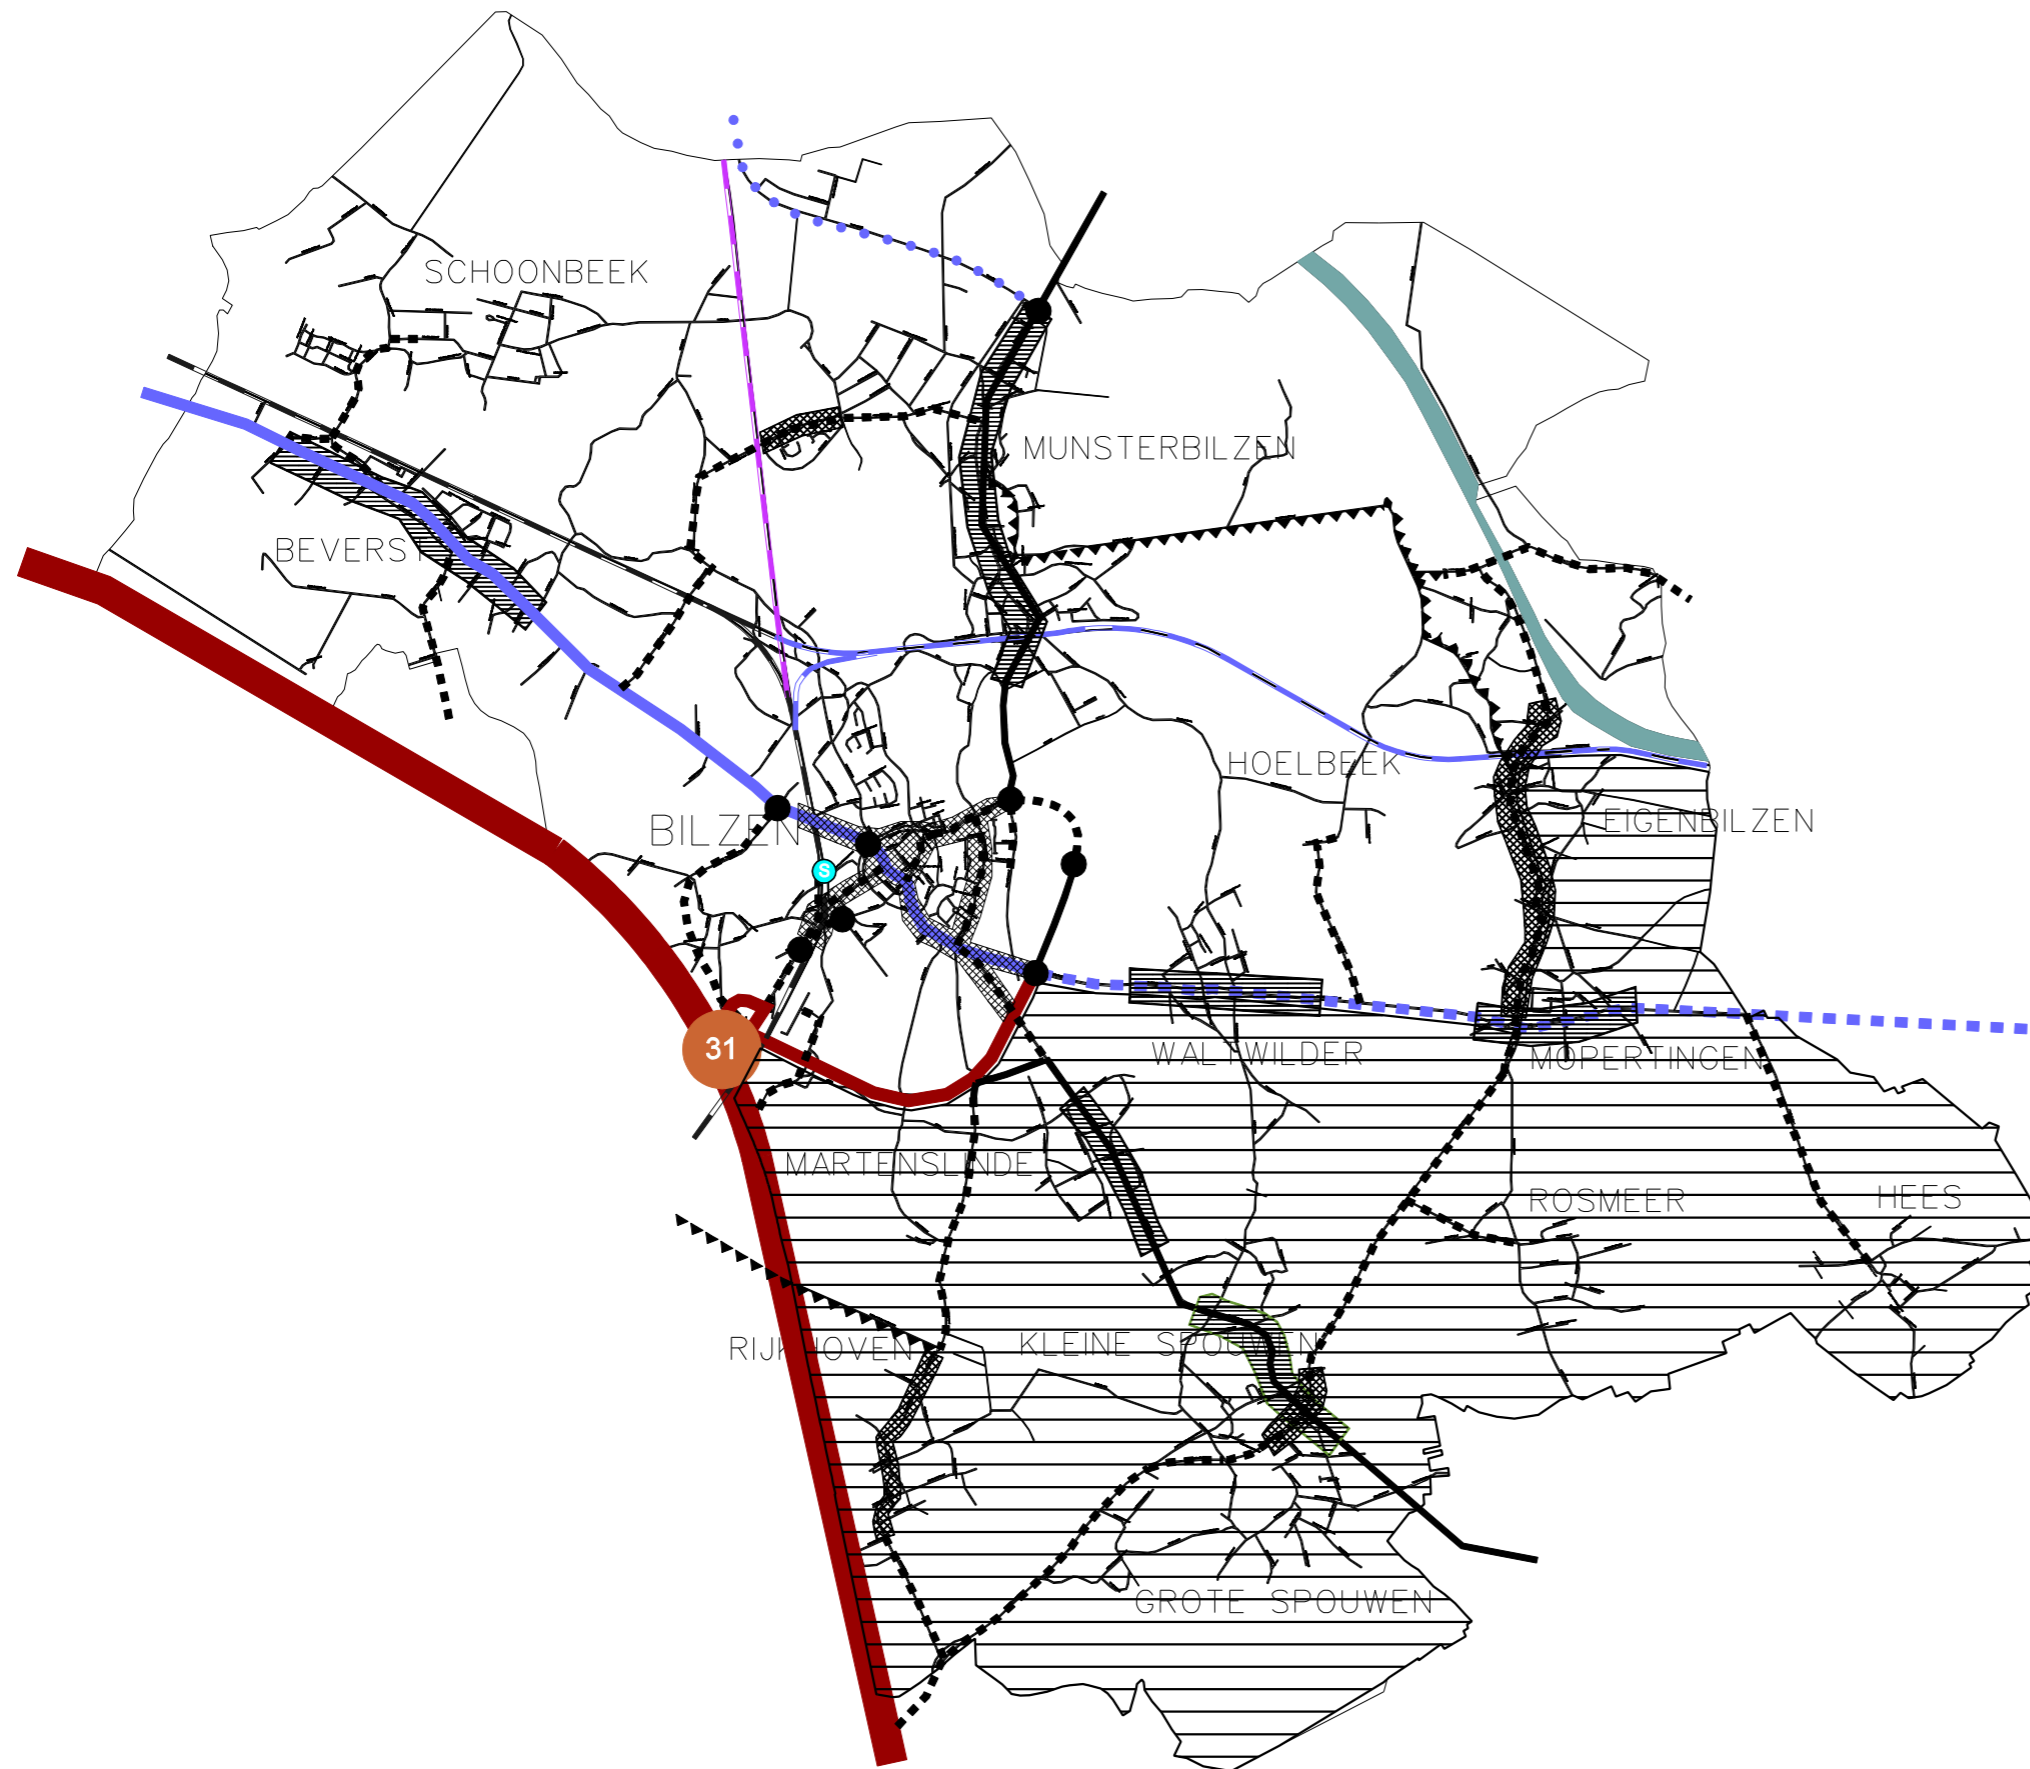 SCHOONBEEK
MUNSTERBILZEN
BEVERST
HOELBEEK
EIGENBILZEN
BILZEN
S
31
WALTWILDER
MOPERTINGEN
MARTENSLINDE
ROSMEER
HEES
RIJKHOVEN
KLEINE SPOUWEN
GROTE SPOUWEN